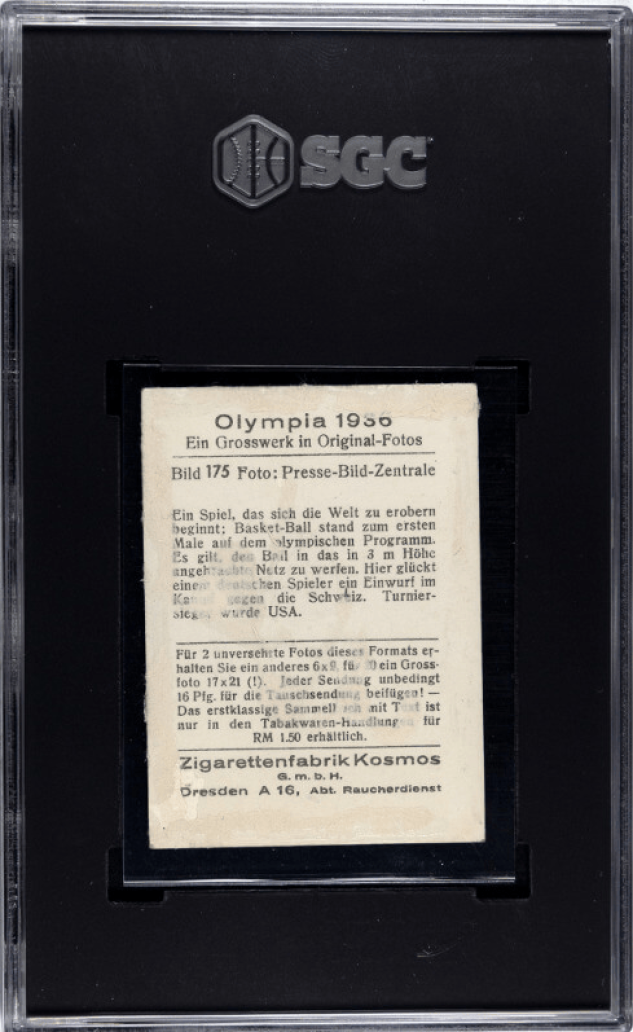 SGC
Olympia 1936
Ein Grosswerk in Original-Fotos
Bild 175 Foto: Presse-Bild-Zentrale
Ein Spiel, das sich die Welt zu erobern
beginnt; Basket-Ball stand zum ersten
Male auf dem olympischen Programm.
Es gilt, den Ball in das in 3 m Höhe
angebrachte Netz zu werfen. Hier glückt
einem deutschen Spieler ein Einwurf im
Kampf gegen die Schweiz. Turnier-
sieger wurde USA.
Für 2 unversehrte Fotos dieses Formats er-
halten Sie ein anderes 6x9, für ein Gross-
foto 17x21 (!). Jeder Sendung unbedingt
16 Pfg. für die Tauschsendung beifügen! —
Das erstklassige mit Text ist
nur in den Tabakwaren-Handlungen für
RM 1.50 erhältlich.
Zigarettenfabrik Kosmos
G. m. b. H.
Dresden A 16, Abt. Raucherdienst